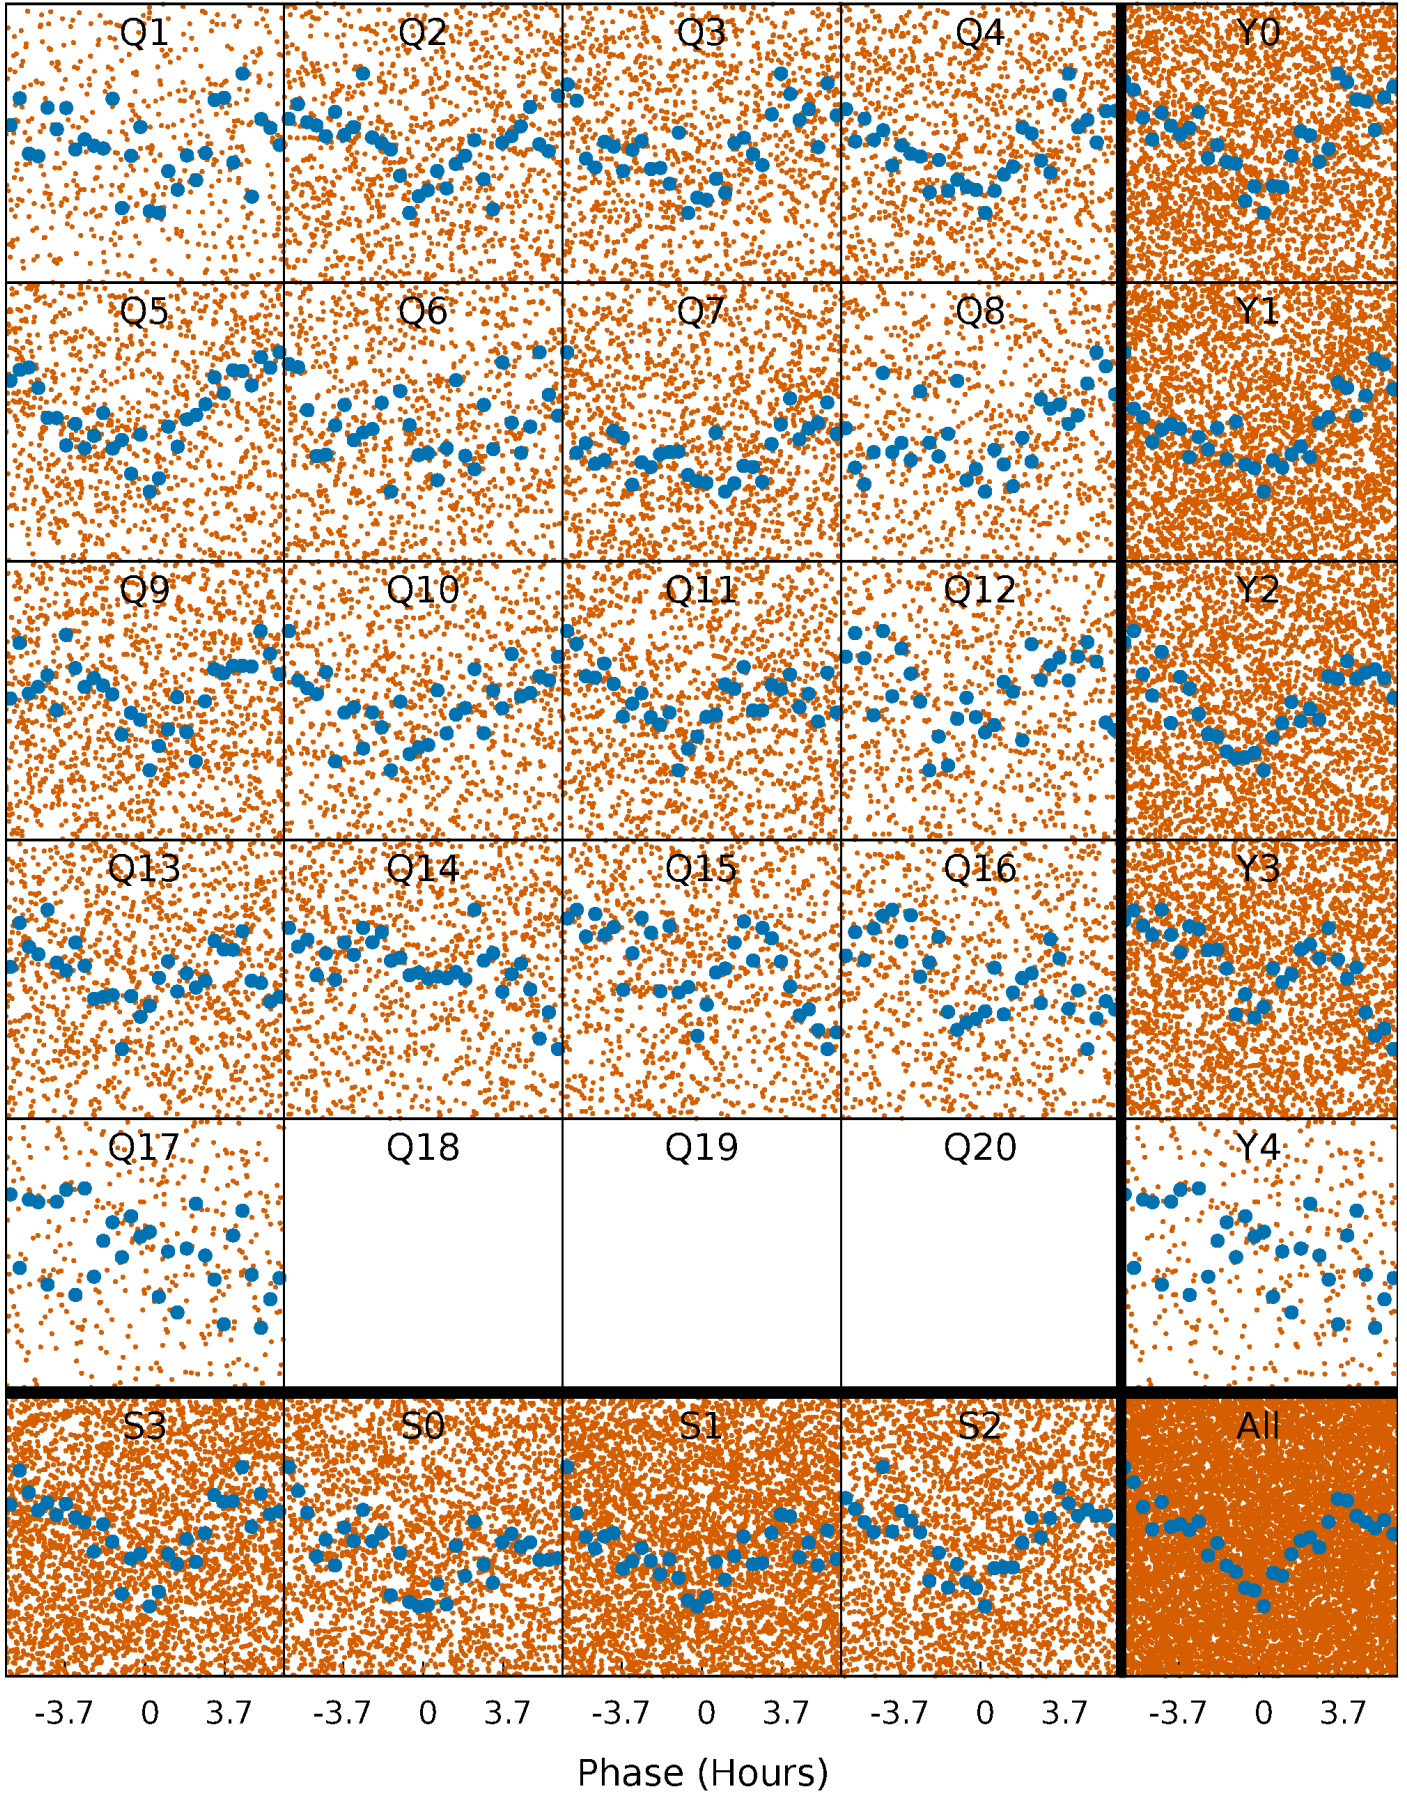 Q1 Q2 Q3 Q4 Y0
Q5 Q6 Q7 Q8 Y1
Q9 Q10 Q11 Q12 Y2
Q13 Q14 Q15 Q16 Y3
Q17 Q18 Q19 Q20 Y4
S3 S0 S1 S2 All
-3.7 0 3.7 -3.7 0 3.7 -3.7 0 3.7 -3.7 0 3.7 -3.7 0 3.7
Phase (Hours)